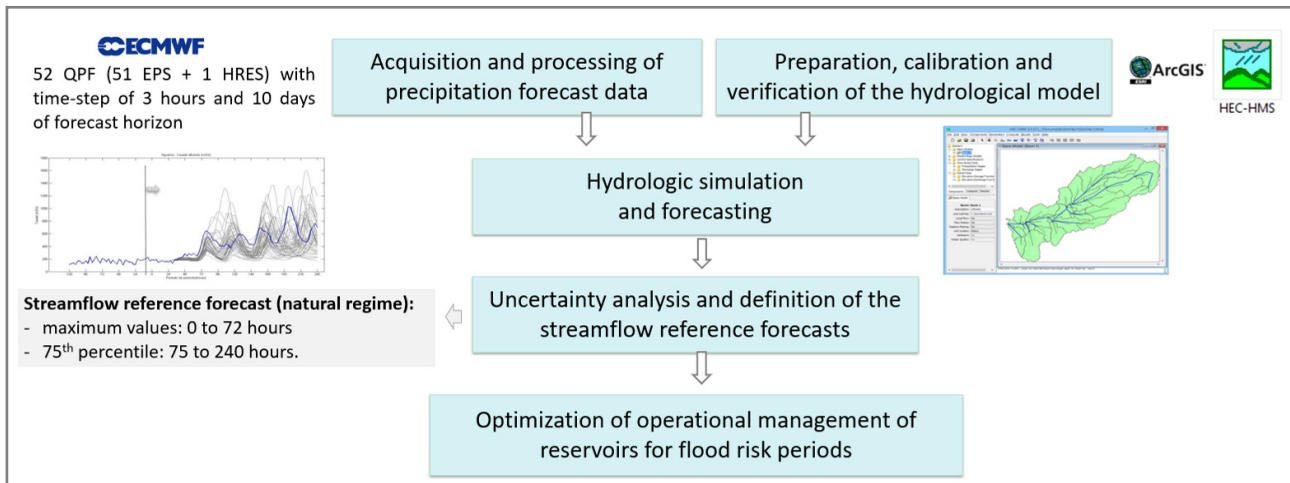 ECMWF
52 QPF (51 EPS + 1 HRES) with
time-step of 3 hours and 10 days
of forecast horizon
Acquisition and processing of
precipitation forecast data
Preparation, calibration and
verification of the hydrological model
ArcGIS
esri
HEC-HMS
Hydrologic simulation
and forecasting
Streamflow reference forecast (natural regime):
- maximum values: 0 to 72 hours
- 75th percentile: 75 to 240 hours.
Uncertainty analysis and definition of the
streamflow reference forecasts
Optimization of operational management of
reservoirs for flood risk periods